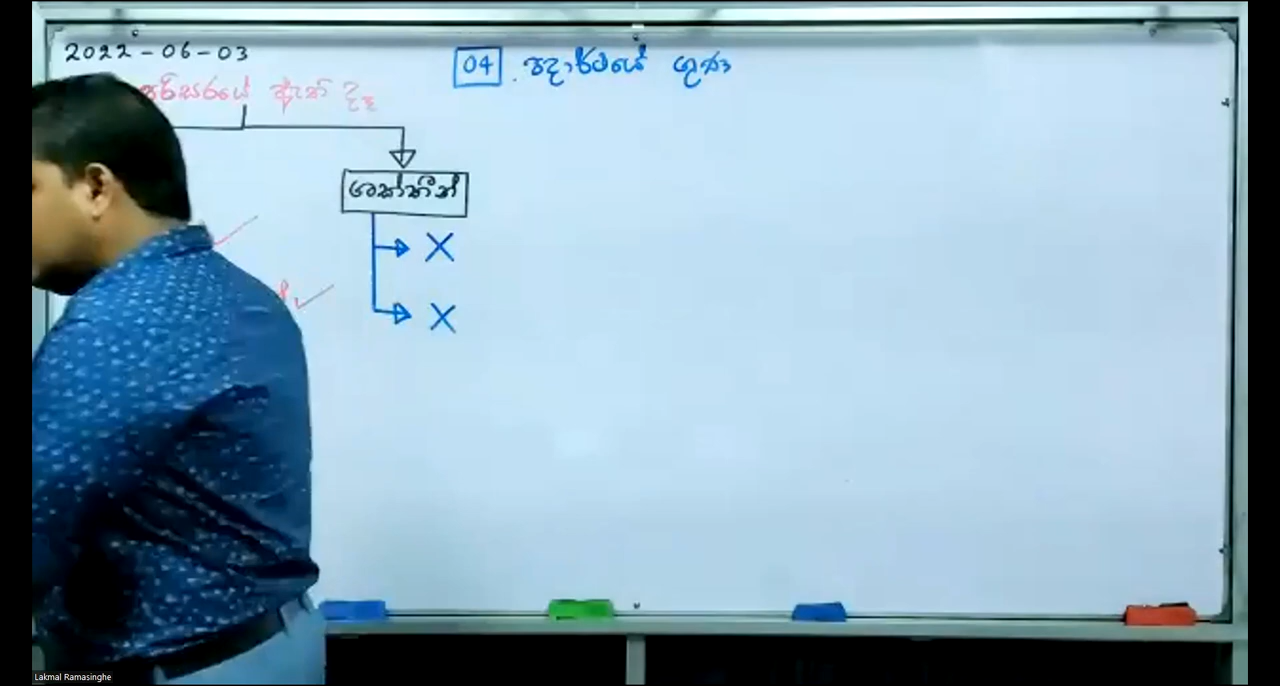 2022-06-03
04. පදාර්ථයේ ගුණ
පරිසරයේ ඇති දෑ
ශක්තීන්
X
X
Lakmal Ramasinghe